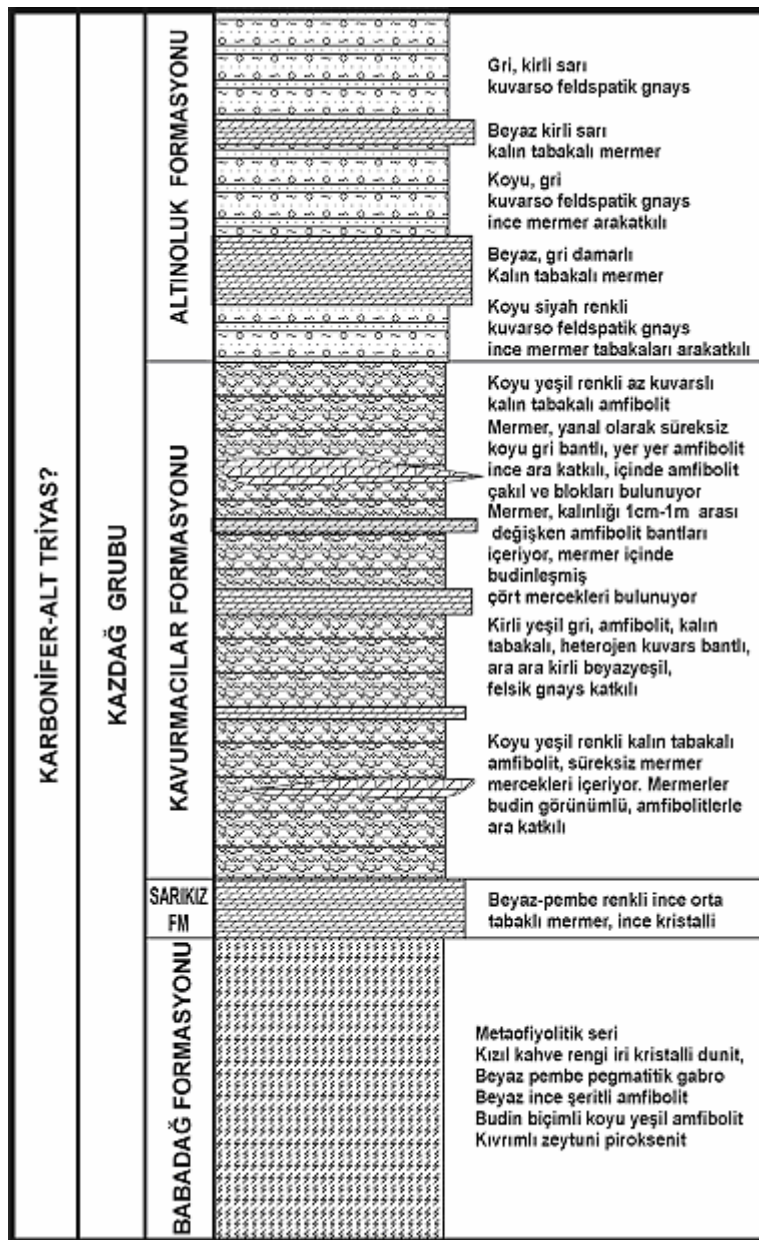 KARBONİFER-ALT TRİYAS?
KAZDAĞ GRUBU
ALTINOLUK FORMASYONU
Gri, kirli sarı
kuvarso feldspatik gnays
Beyaz kirli sarı
kalın tabakalı mermer
Koyu, gri
kuvarso feldspatik gnays
ince mermer arakatkılı
Beyaz, gri damarlı
Kalın tabakalı mermer
Koyu siyah renkli
kuvarso feldspatik gnays
ince mermer tabakaları arakatkılı
KAVURMACILAR FORMASYONU
Koyu yeşil renkli az kuvarslı
kalın tabakalı amfibolit
Mermer, yanal olarak süreksiz
koyu gri bantlı, yer yer amfibolit
ince ara katkılı, içinde amfibolit
çakıl ve blokları bulunuyor
Mermer, kalınlığı 1cm-1m arası
değişken amfibolit bantları
içeriyor, mermer içinde
budinleşmiş
çört mercekleri bulunuyor
Kirli yeşil gri, amfibolit, kalın
tabakalı, heterojen kuvars bantlı,
ara ara kirli beyazyeşil,
felsik gnays katkılı
Koyu yeşil renkli kalın tabakalı
amfibolit, süreksiz mermer
mercekleri içeriyor. Mermerler
budin görünümlü, amfibolitlerle
ara katkılı
SARIKIZ
FM
Beyaz-pembe renkli ince orta
tabaklı mermer, ince kristalli
BABADAĞ FORMASYONU
Metaofiyolitik seri
Kızıl kahve rengi iri kristalli dunit,
Beyaz pembe pegmatitik gabro
Beyaz ince şeritli amfibolit
Budin biçimli koyu yeşil amfibolit
Kıvrımlı zeytuni piroksenit